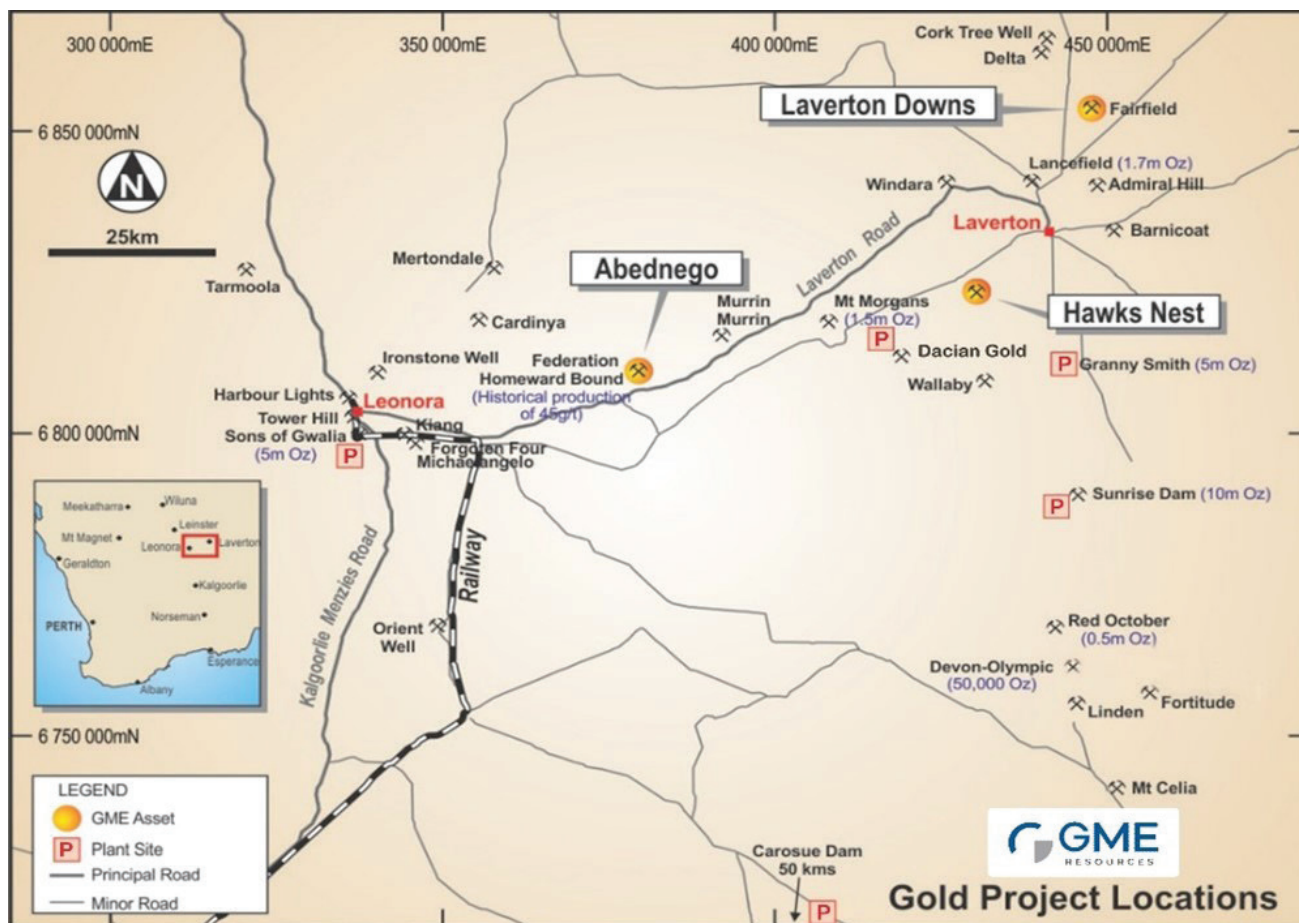 300 000mE
350 000mE
400 000mE
450 000mE
Cork Tree Well
Delta
Laverton Downs
Fairfield
6 850 000mN
N
25km
Lancefield (1.7m Oz)
Windara
Admiral Hill
Laverton
Barnicoat
Laverton Road
Mertondale
Tarmoola
Abednego
Murrin
Murrin
Mt Morgans
(1.5m Oz)
Hawks Nest
Cardinya
Ironstone Well
Federation
Homeward Bound
(Historical production
of 45g/t)
P
Dacian Gold
P
Granny Smith (5m Oz)
Wallaby
Harbour Lights
Leonora
Tower Hill
Sons of Gwalia
(5m Oz)
P
Kiang
Forgoten Four
Michaelangelo
6 800 000mN
P
Sunrise Dam (10m Oz)
Meekatharra
Wiluna
Leinster
Mt Magnet
Leonora
Laverton
Geraldton
Kalgoorlie
Norseman
PERTH
Esperance
Albany
Kalgoorlie Menzies Road
Railway
Orient
Well
Red October
(0.5m Oz)
Devon-Olympic
(50,000 Oz)
Linden
Fortitude
6 750 000mN
Mt Celia
LEGEND
GME Asset
P Plant Site
Principal Road
Minor Road
Carosue Dam
50 kms
P
GME
RESOURCES
Gold Project Locations